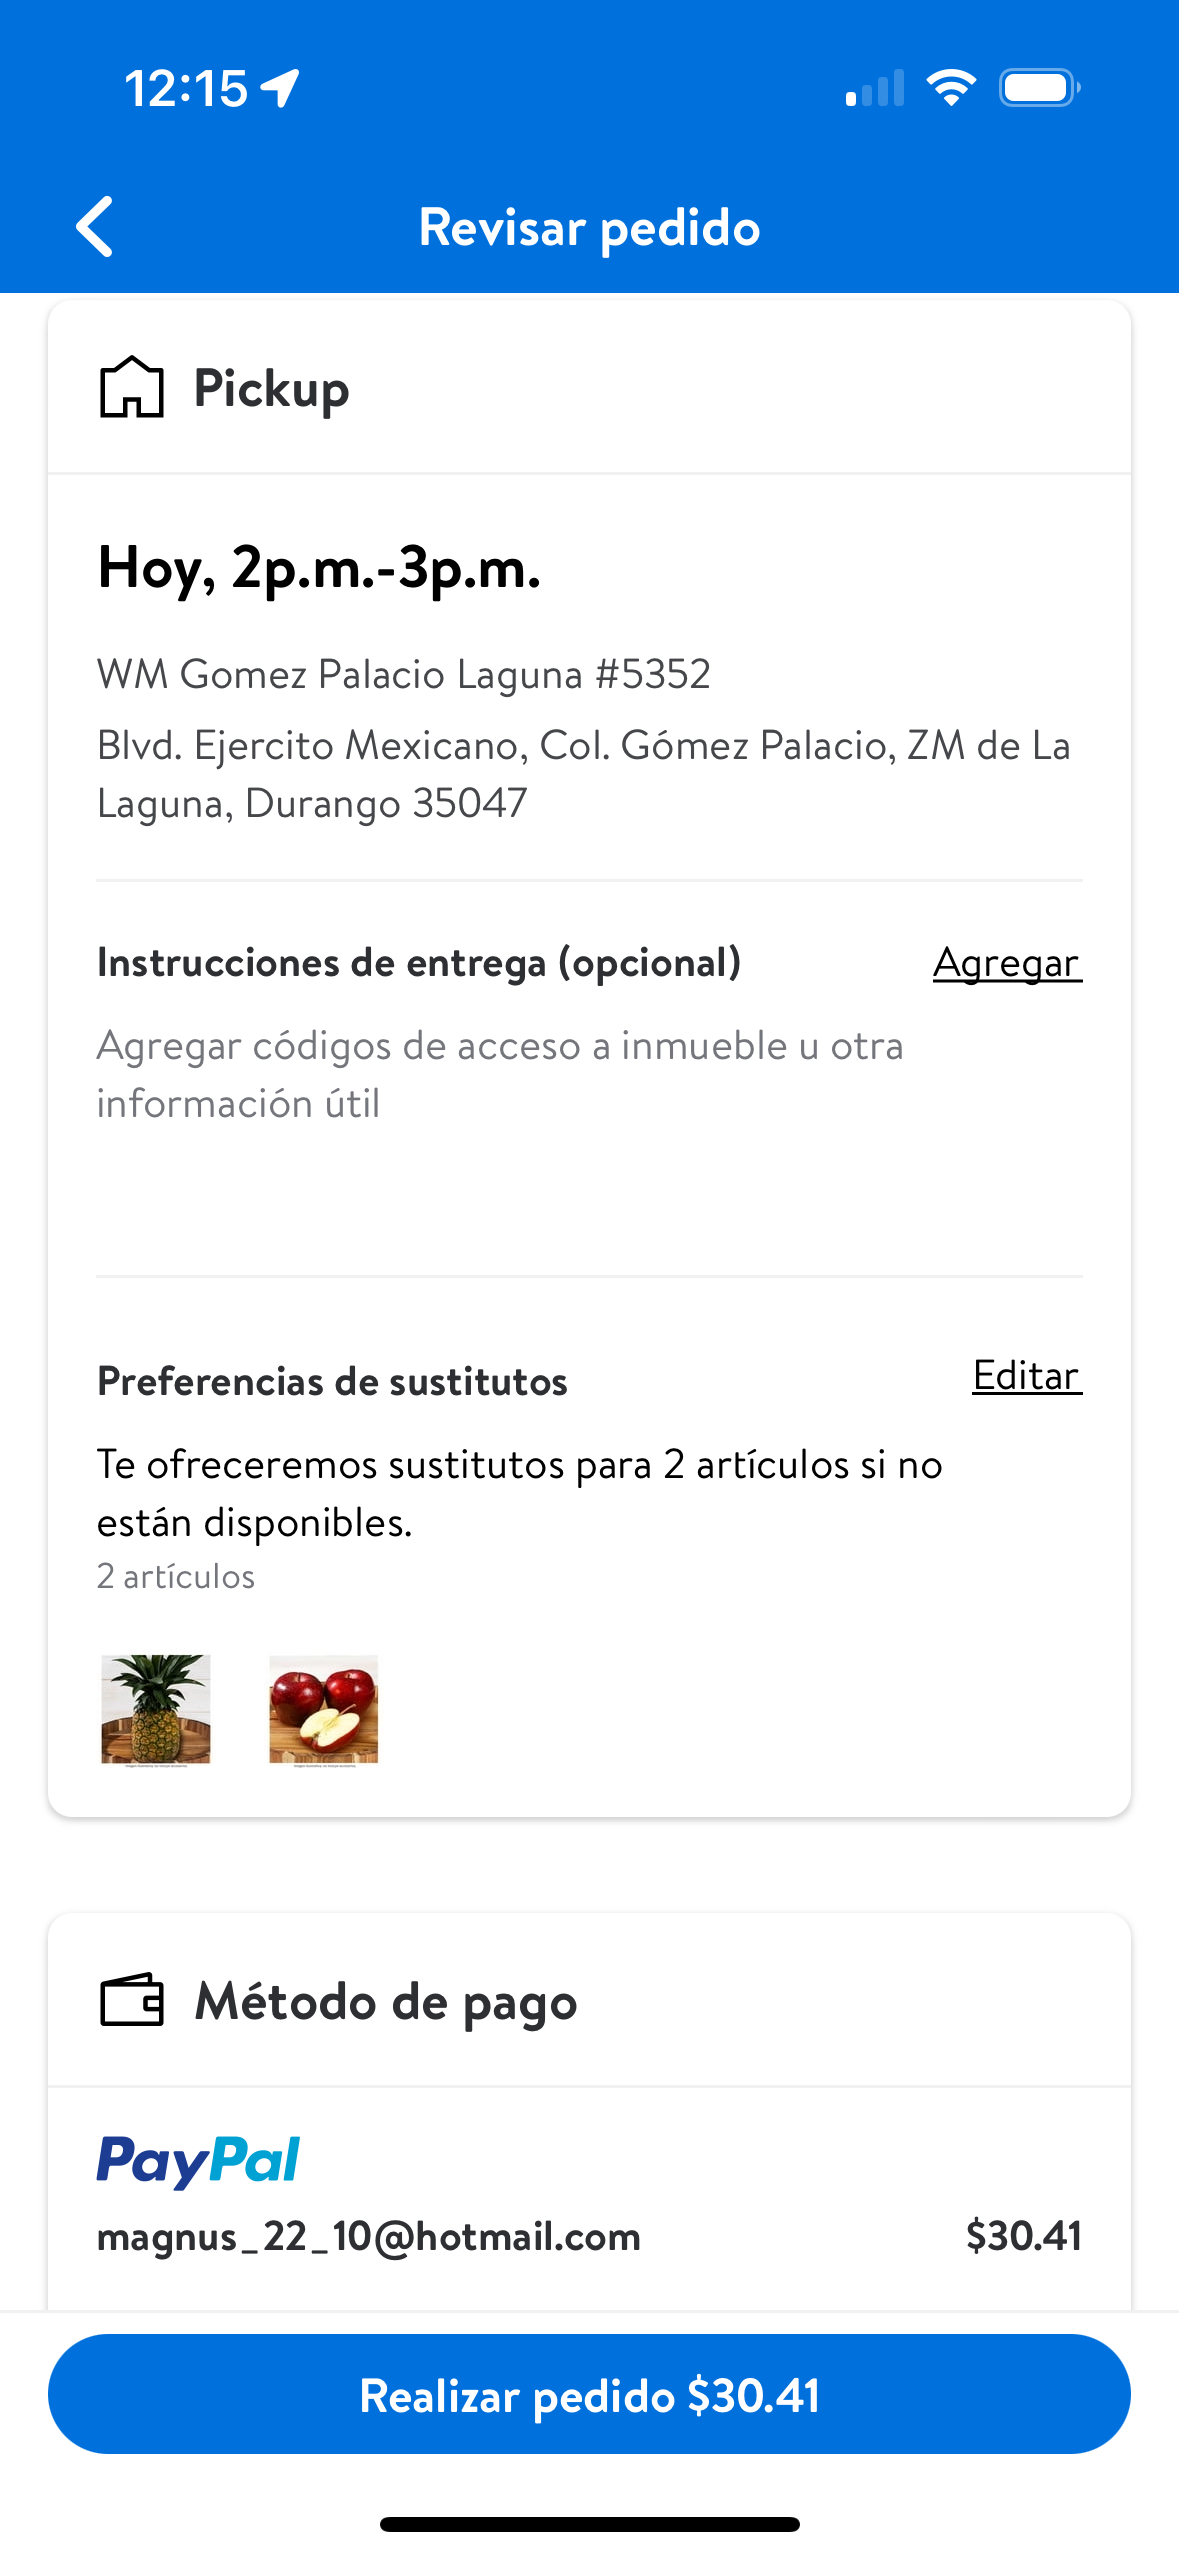 12:15
Revisar pedido
Pickup
Hoy, 2p.m.-3p.m.
WM Gomez Palacio Laguna #5352
Blvd. Ejercito Mexicano, Col. Gómez Palacio, ZM de La
Laguna, Durango 35047
Instrucciones de entrega (opcional) Agregar
Agregar códigos de acceso a inmueble u otra
información útil
Preferencias de sustitutos Editar
Te ofreceremos sustitutos para 2 artículos si no
están disponibles.
2 artículos
Método de pago
PayPal
magnus_22_10@hotmail.com $30.41
Realizar pedido $30.41